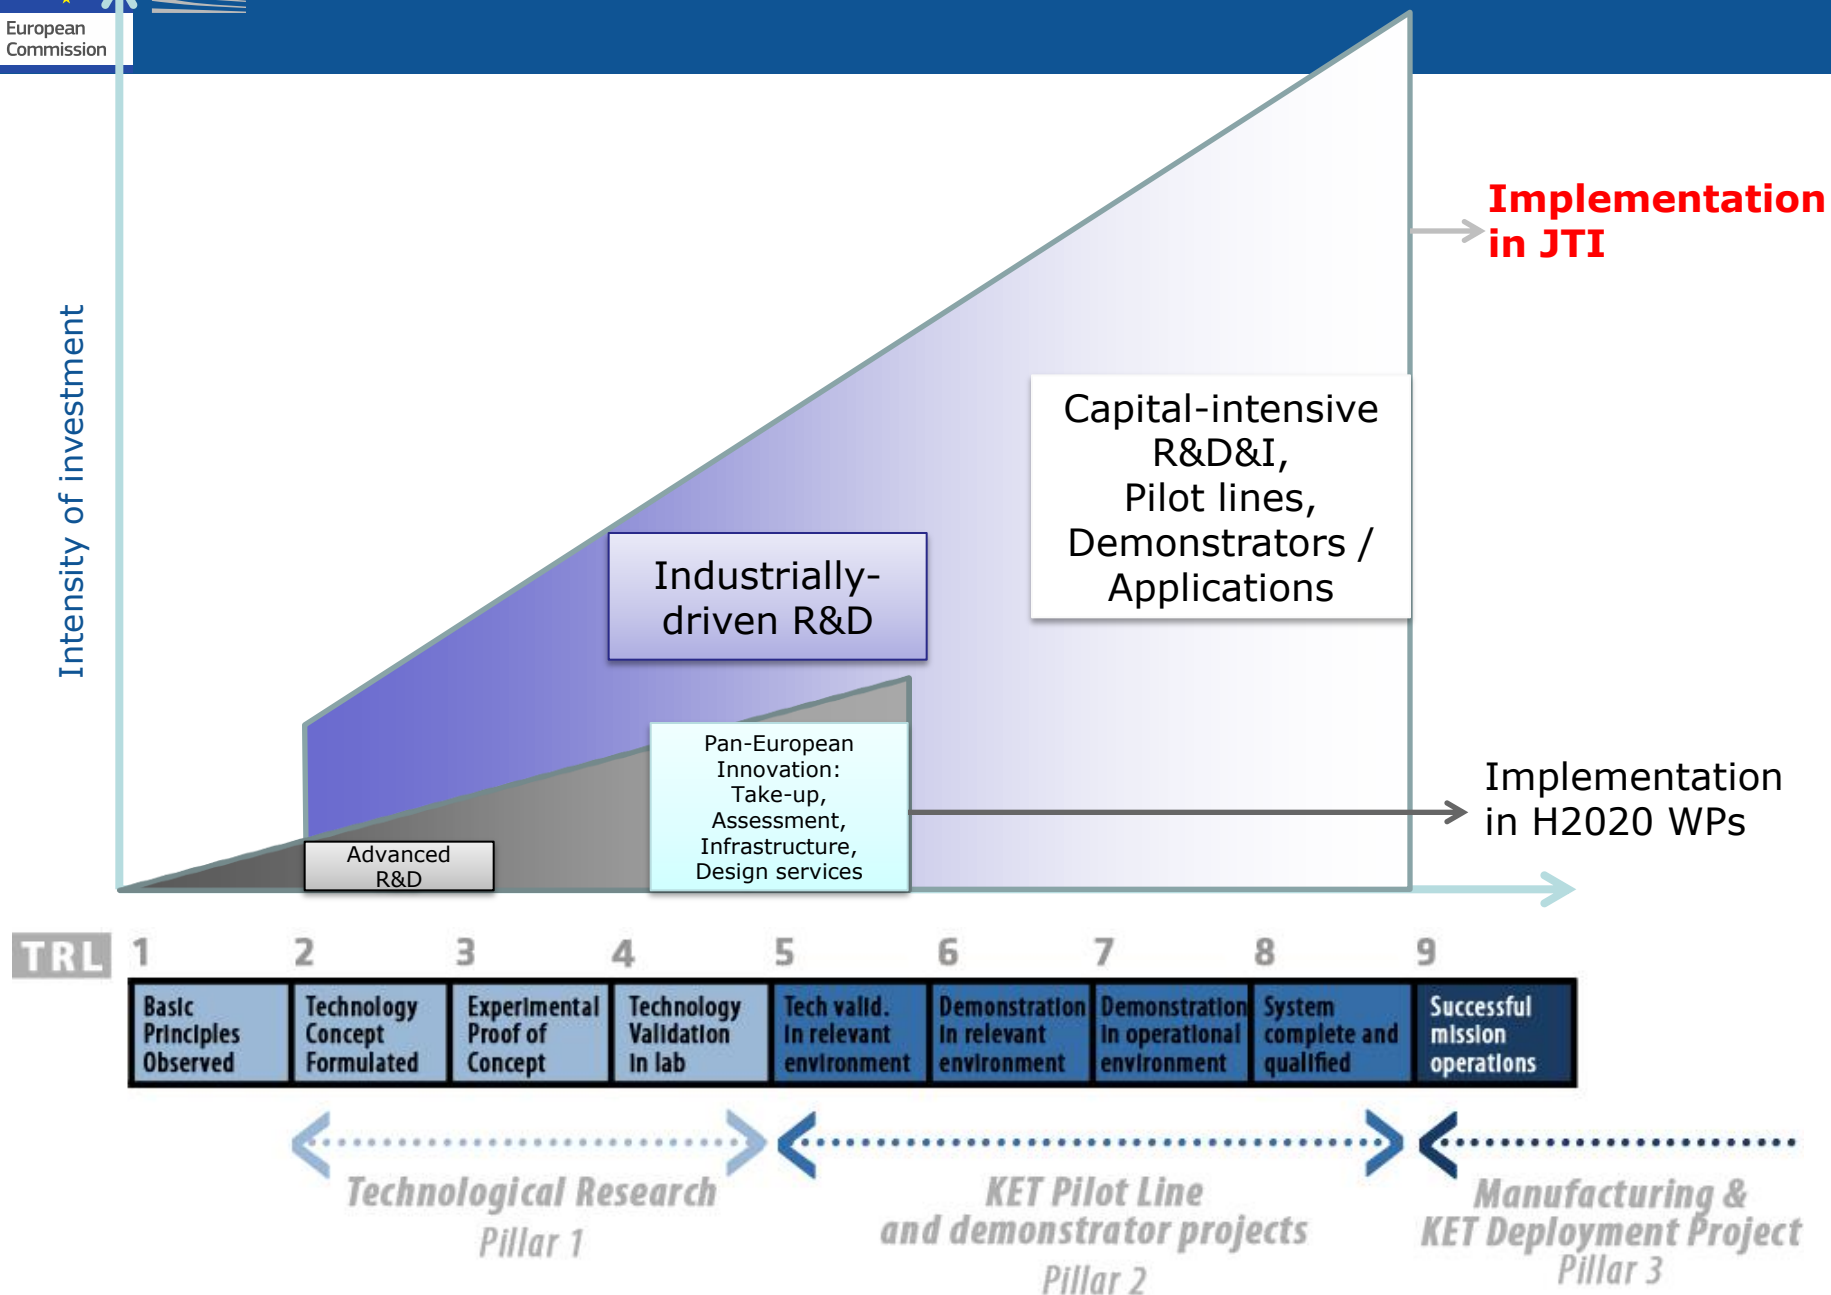 European
Commission
Implementation
in JTI
Intensity of investment
Capital-intensive
R&D&I,
Pilot lines,
Demonstrators /
Applications
Industrially-
driven R&D
Pan-European
Innovation:
Take-up,
Assessment,
Infrastructure,
Design services
Implementation
in H2020 WPs
Advanced
R&D
TRL 1 2 3 4 5 6 7 8 9
Basic
Principles
Observed
Technology
Concept
Formulated
Experimental
Proof of
Concept
Technology
Validation
in lab
Tech valid.
in relevant
environment
Demonstration
in relevant
environment
Demonstration
in operational
environment
System
complete and
qualified
Successful
mission
operations
Technological Research
Pillar 1
KET Pilot Line
and demonstrator projects
Pillar 2
Manufacturing &
KET Deployment Project
Pillar 3